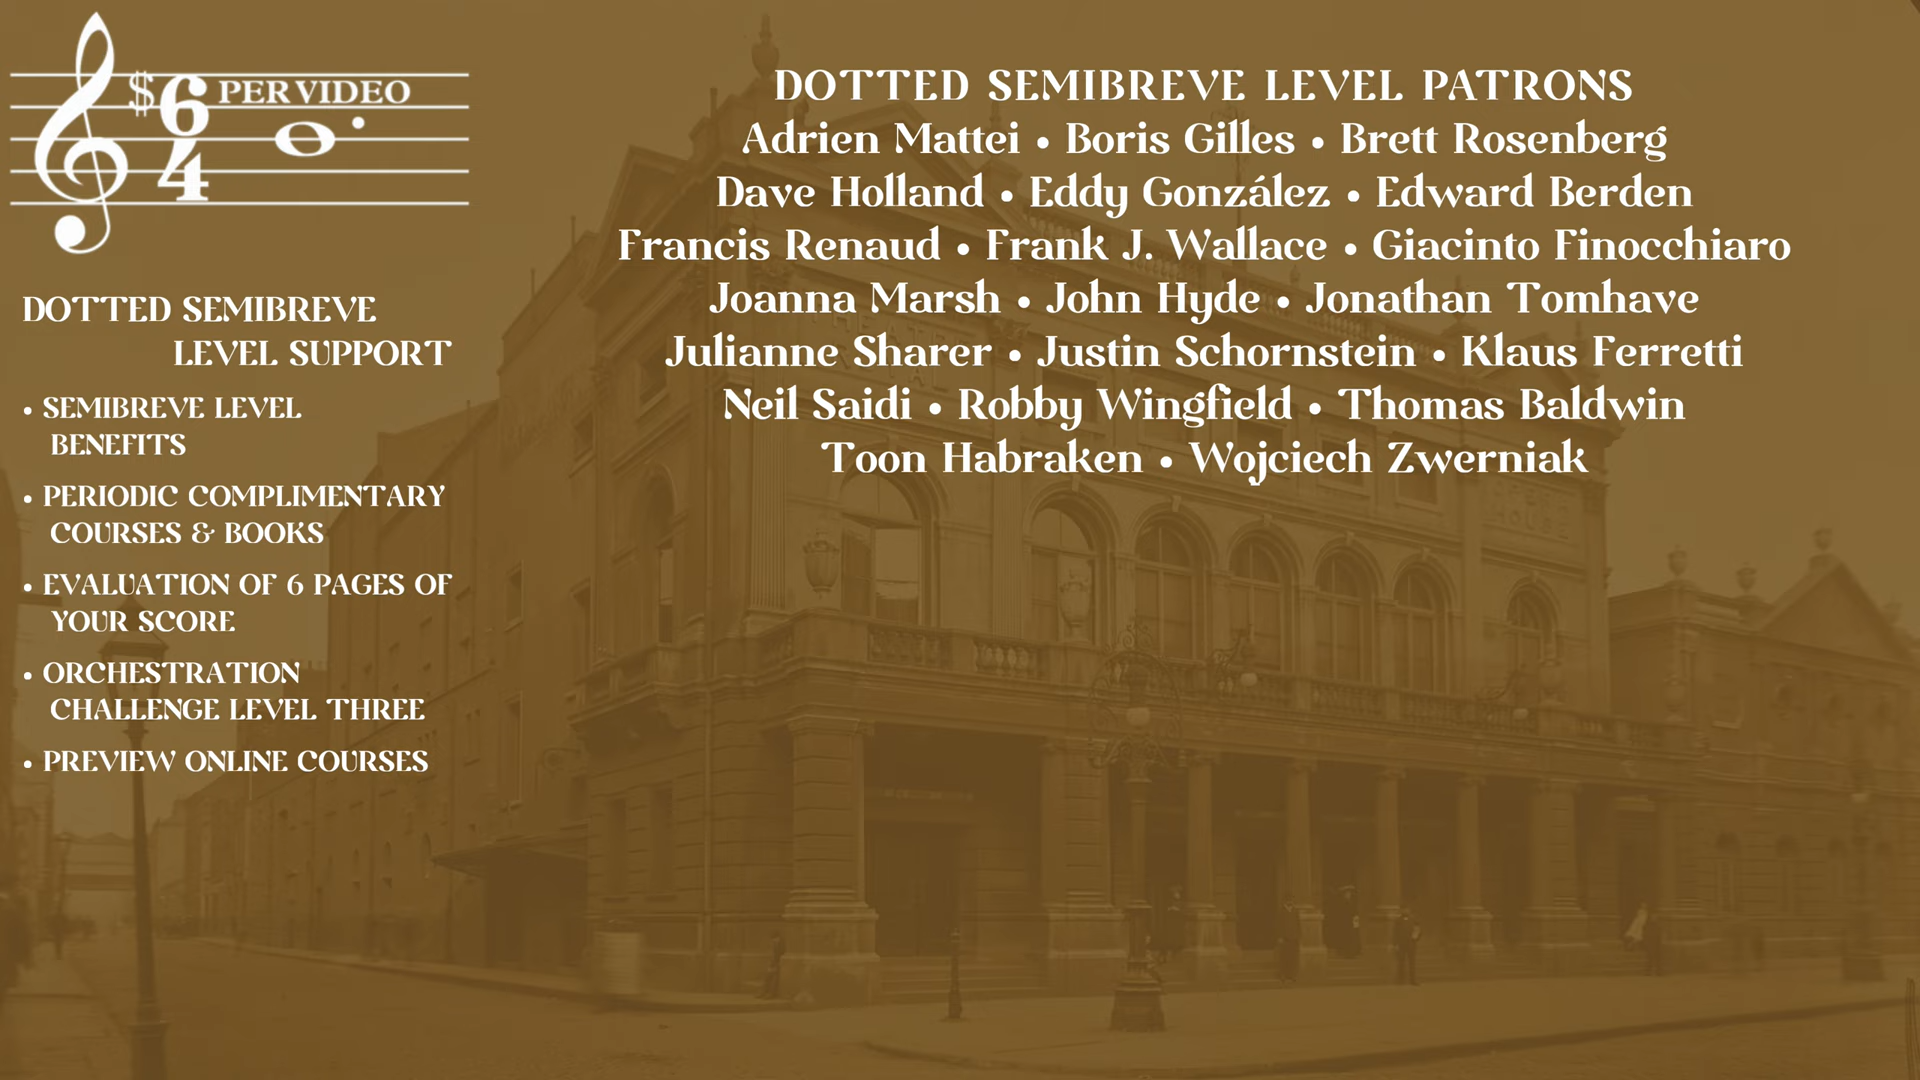 $6 PER VIDEO
4
DOTTED SEMIBREVE
LEVEL SUPPORT
• SEMIBREVE LEVEL
BENEFITS
• PERIODIC COMPLIMENTARY
COURSES & BOOKS
• EVALUATION OF 6 PAGES OF
YOUR SCORE
• ORCHESTRATION
CHALLENGE LEVEL THREE
• PREVIEW ONLINE COURSES
DOTTED SEMIBREVE LEVEL PATRONS
Adrien Mattei • Boris Gilles • Brett Rosenberg
Dave Holland • Eddy González • Edward Berden
Francis Renaud • Frank J. Wallace • Giacinto Finocchiaro
Joanna Marsh • John Hyde • Jonathan Tomhave
Julianne Sharer • Justin Schornstein • Klaus Ferretti
Neil Saidi • Robby Wingfield • Thomas Baldwin
Toon Habraken • Wojciech Zwerniak